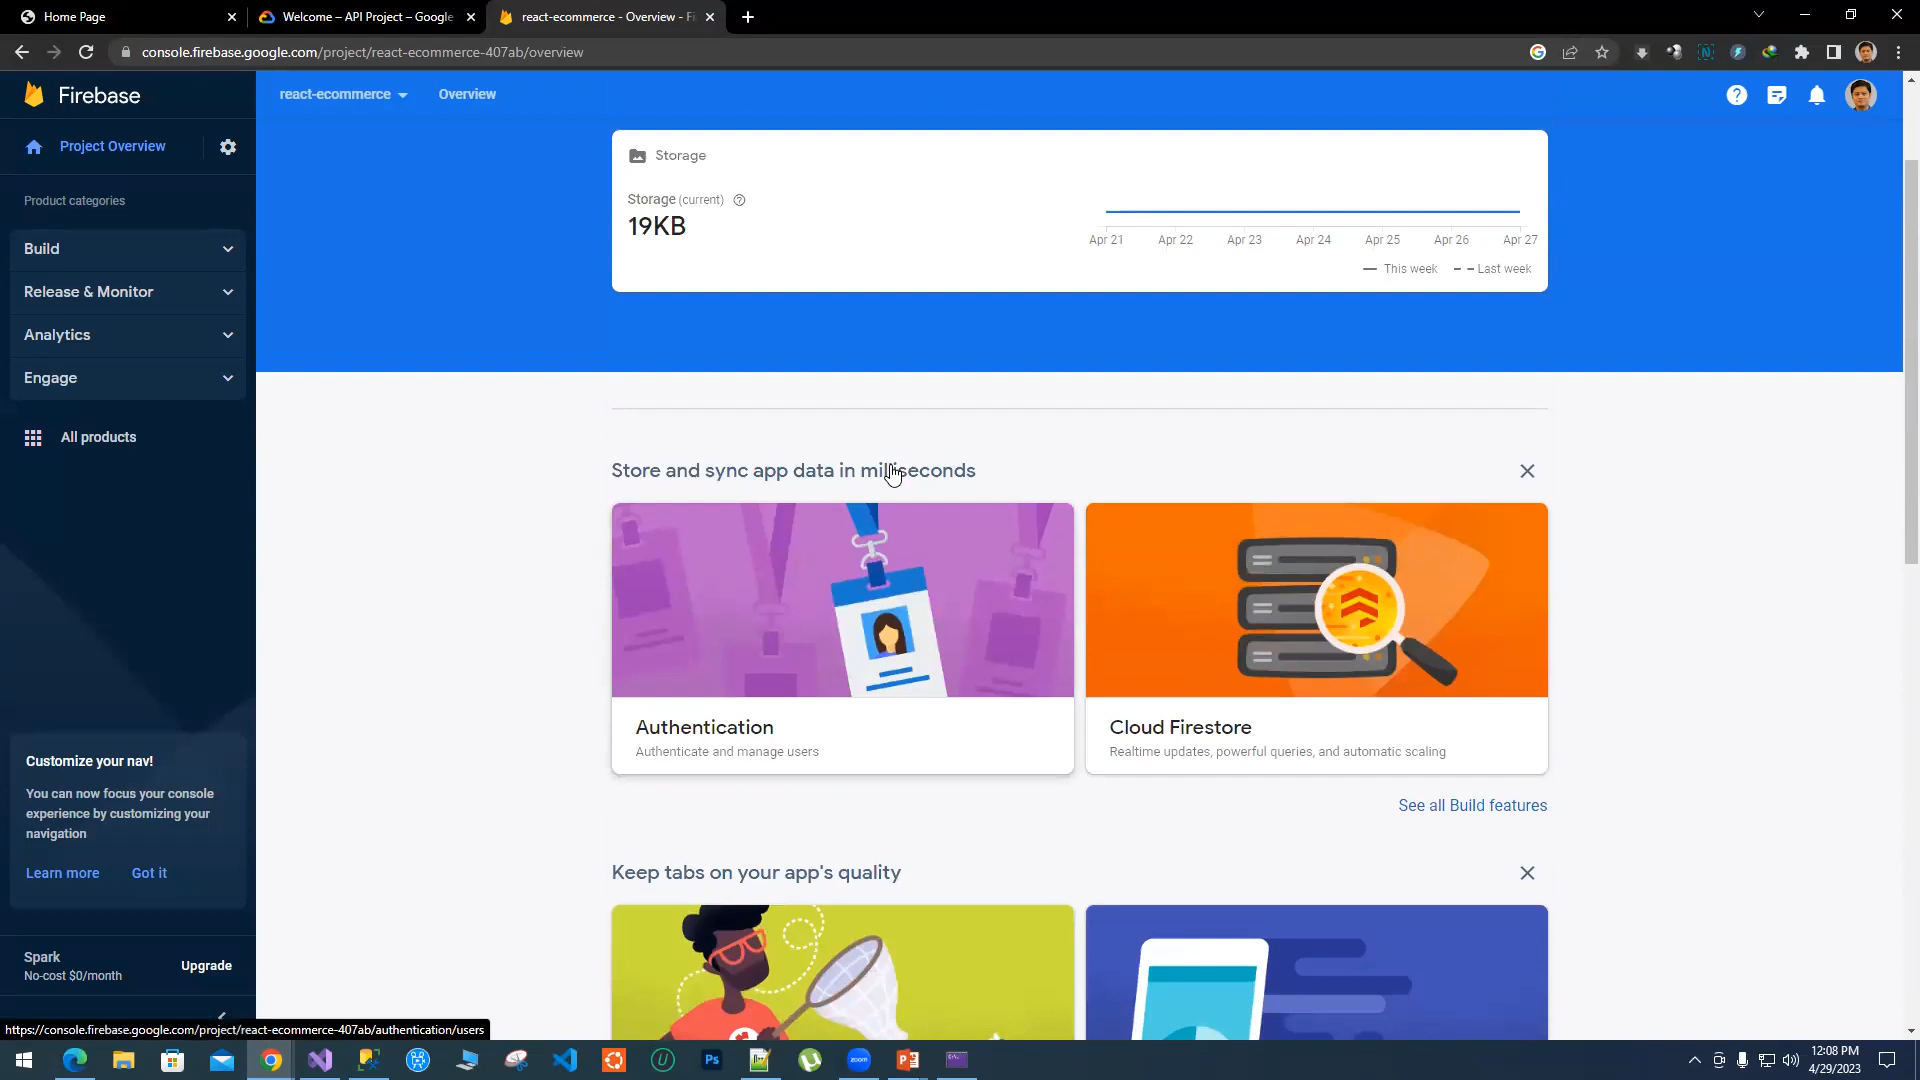 Home Page
Welcome – API Project – Google
react-ecommerce - Overview - Fi
console.firebase.google.com/project/react-ecommerce-407ab/overview
Firebase
react-ecommerce
Overview
Project Overview
Product categories
Build
Release & Monitor
Analytics
Engage
All products
Storage
Storage (current)
19KB
Apr 21
Apr 22
Apr 23
Apr 24
Apr 25
Apr 26
Apr 27
This week
Last week
Store and sync app data in milliseconds
Authentication
Authenticate and manage users
Cloud Firestore
Realtime updates, powerful queries, and automatic scaling
See all Build features
Keep tabs on your app's quality
Customize your nav!
You can now focus your console
experience by customizing your
navigation
Learn more
Got it
Spark
No-cost $0/month
Upgrade
https://console.firebase.google.com/project/react-ecommerce-407ab/authentication/users
Ps
zoom
12:08 PM
4/29/2023